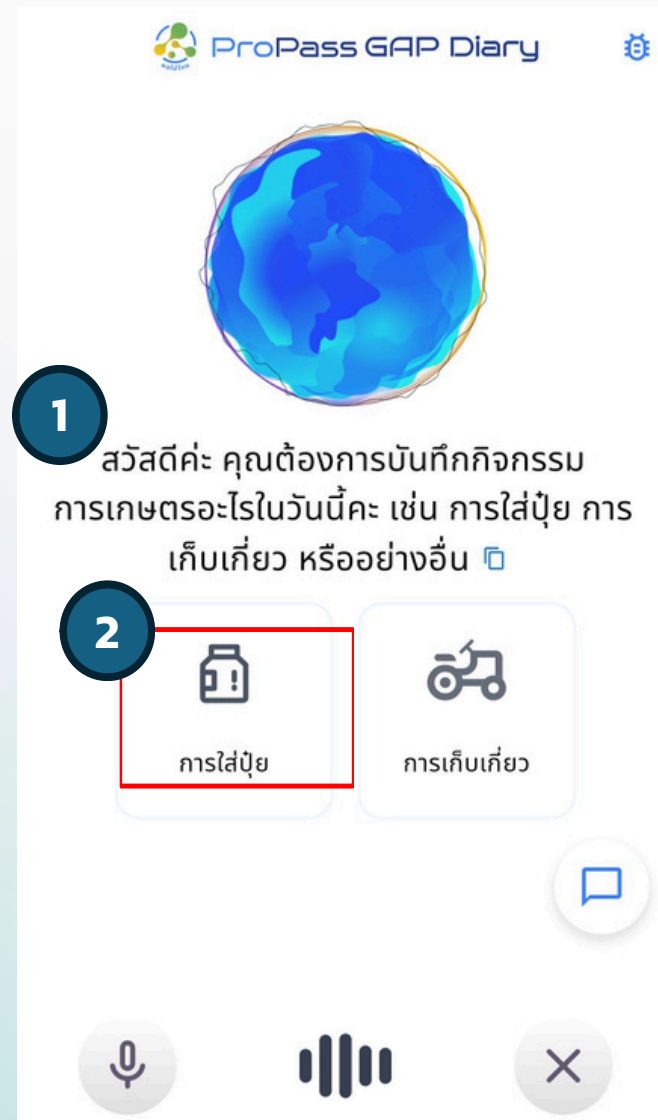 ProPass GAP Diary
1
สวัสดีค่ะ คุณต้องการบันทึกกิจกรรม
การเกษตรอะไรในวันนี้คะ เช่น การใส่ปุ๋ย การ
เก็บเกี่ยว หรืออย่างอื่น
2
การใส่ปุ๋ย
การเก็บเกี่ยว